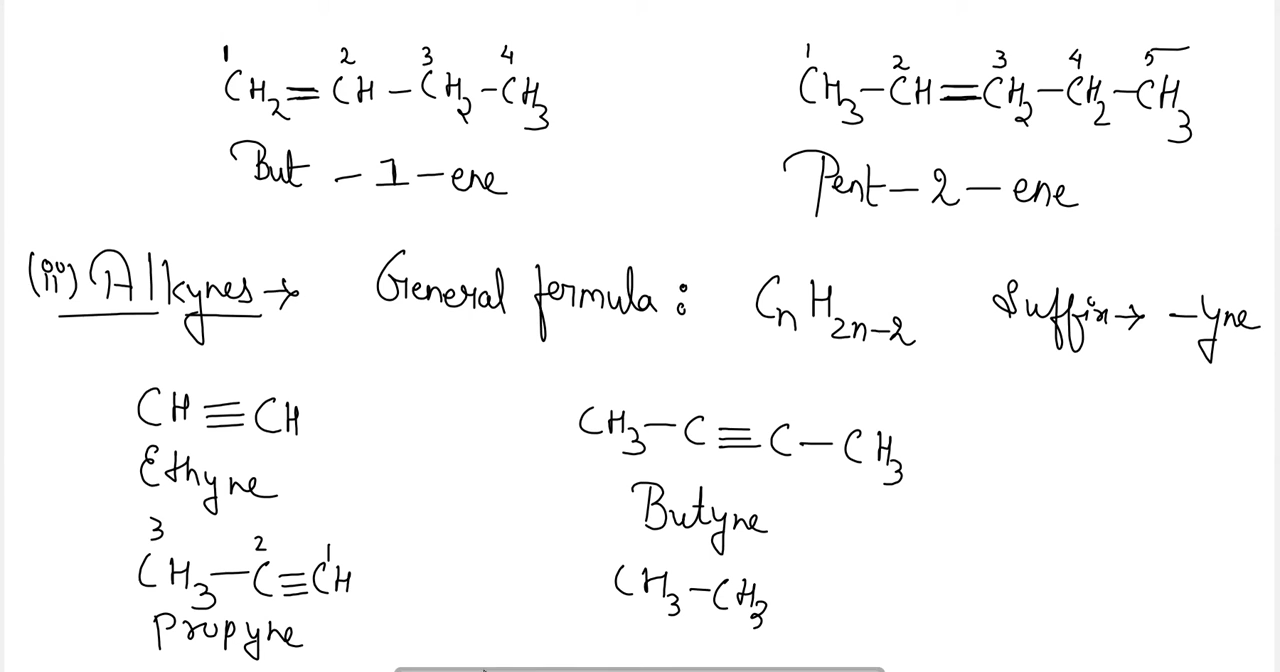 1 2 3 4
CH₂=CH–CH₂–CH₃
But – 1 – ene
1 2 3 4 5
CH₃–CH=CH₂–CH₂–CH₃
Pent – 2 – ene
(ii) Alkynes → General formula : CnH2n–2 Suffix → –yne
CH≡CH
Ethyne
CH₃–C≡C–CH₃
Butyne
3 2 1
CH₃–C≡CH
propyne
CH₃–CH₃